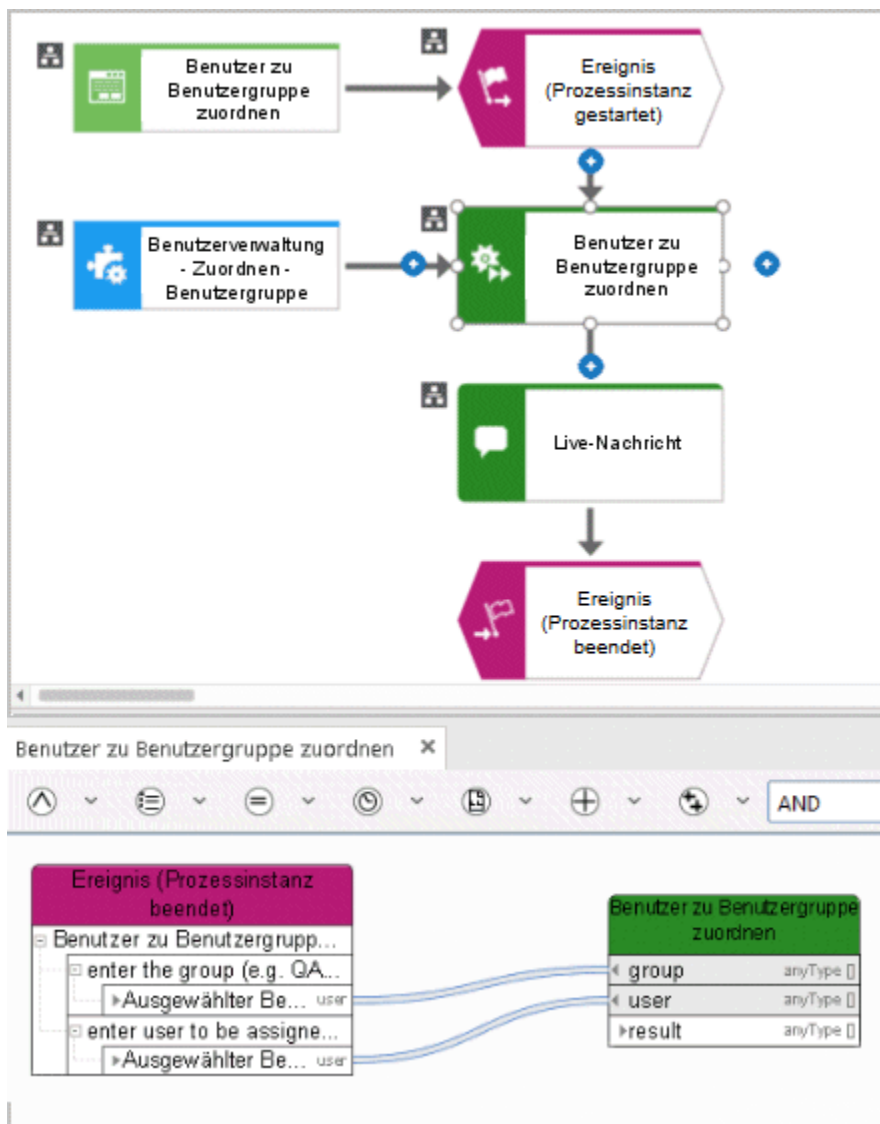 Benutzer zu
Benutzergruppe
zuordnen
Ereignis
(Prozessinstanz
gestartet)
Benutzerverwaltung
- Zuordnen -
Benutzergruppe
Benutzer zu
Benutzergruppe
zuordnen
Live-Nachricht
Ereignis
(Prozessinstanz
beendet)
Benutzer zu Benutzergruppe zuordnen
AND
Ereignis (Prozessinstanz
beendet)
Benutzer zu Benutzergrupp...
enter the group (e.g. QA...
Ausgewählter Be... user
enter user to be assigne...
Ausgewählter Be... user
Benutzer zu Benutzergruppe
zuordnen
group anyType []
user anyType []
result anyType []